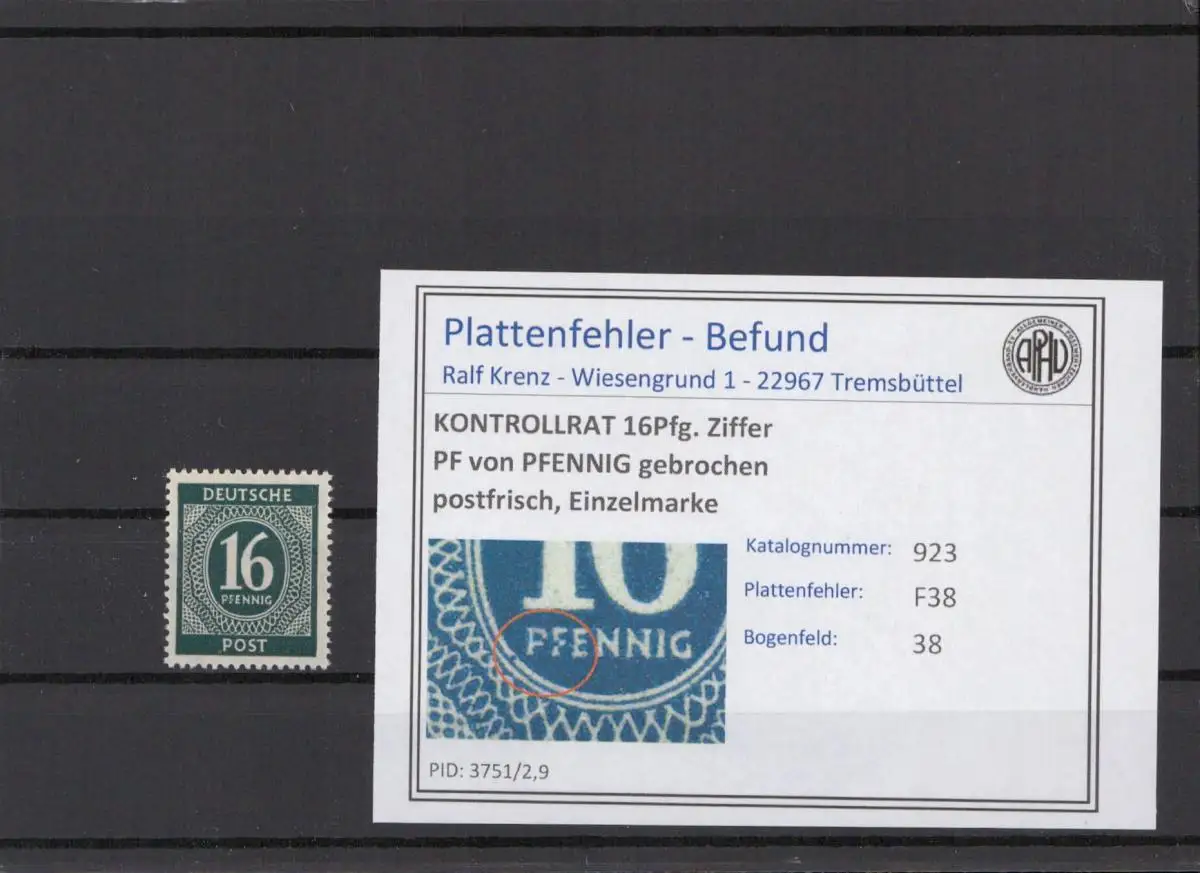 DEUTSCHE
16
PFENNIG
POST
Plattenfehler - Befund
Ralf Krenz - Wiesengrund 1 - 22967 Tremsbüttel
APHV
KONTROLLRAT 16Pfg. Ziffer
PF von PFENNIG gebrochen
postfrisch, Einzelmarke
PFENNIG
Katalognummer: 923
Plattenfehler: F38
Bogenfeld: 38
PID: 3751/2,9